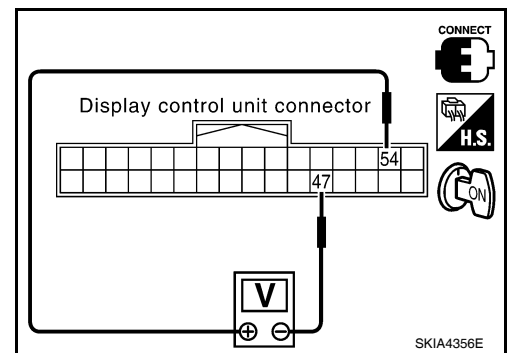 CONNECT
Display control unit connector
H.S.
54
47
ON
V
+ −
SKIA4356E